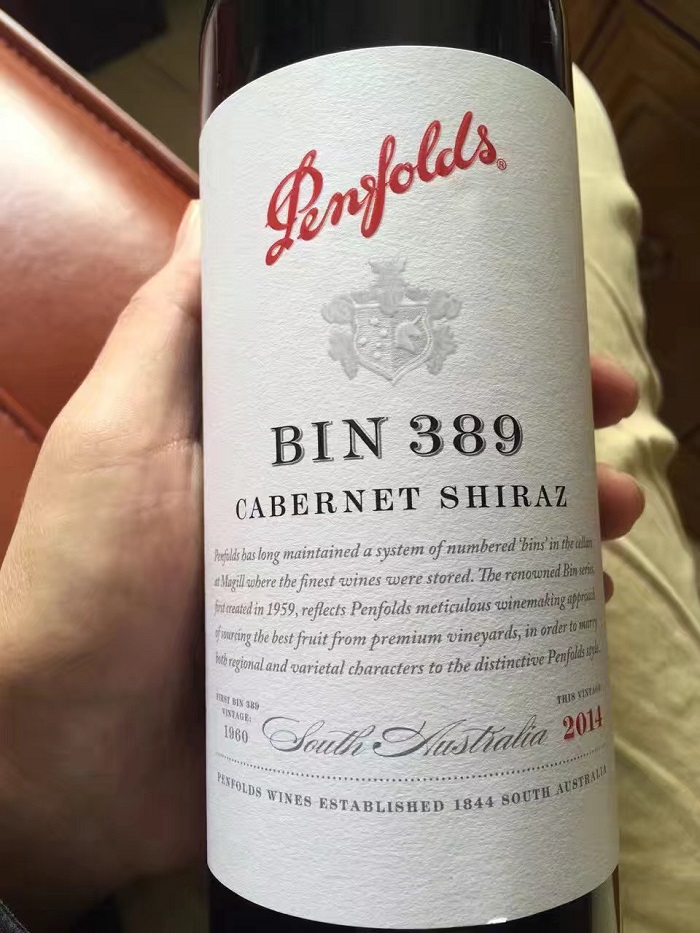 Penfolds®
BIN 389
CABERNET SHIRAZ
Penfolds has long maintained a system of numbered 'bins' in the cellars
at Magill where the finest wines were stored. The renowned Bin series,
first created in 1959, reflects Penfolds meticulous winemaking approach
of sourcing the best fruit from premium vineyards, in order to marry
both regional and varietal characters to the distinctive Penfolds style.
FIRST BIN 389
VINTAGE:
1960
South Australia
THIS VINTAGE
2014
PENFOLDS WINES ESTABLISHED 1844 SOUTH AUSTRALIA